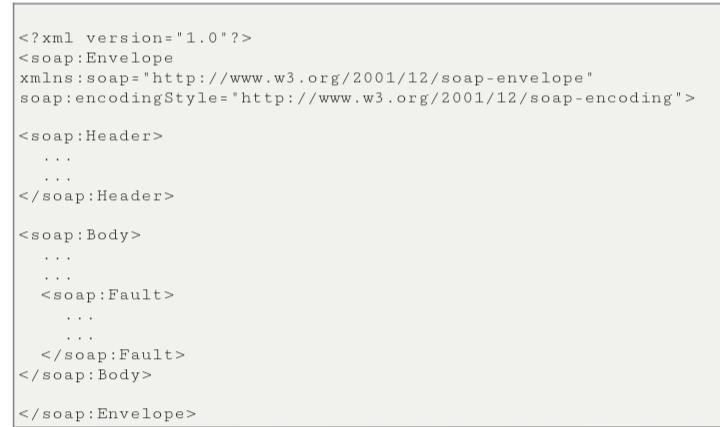 <?xml version="1.0"?>
<soap:Envelope
xmlns:soap="http://www.w3.org/2001/12/soap-envelope"
soap:encodingStyle="http://www.w3.org/2001/12/soap-encoding">
<soap:Header>
...
...
</soap:Header>
<soap:Body>
...
...
<soap:Fault>
...
...
</soap:Fault>
</soap:Body>
</soap:Envelope>